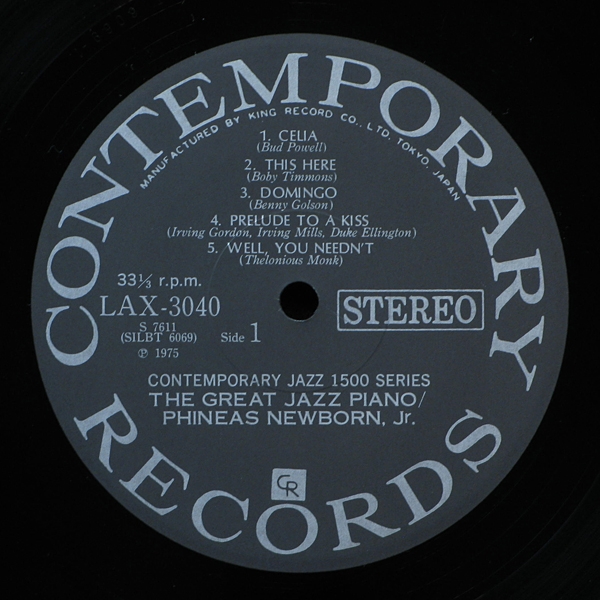 CONTEMPORARY
MANUFACTURED BY KING RECORD CO., LTD. TOKYO, JAPAN
1. CELIA
(Bud Powell)
2. THIS HERE
(Boby Timmons)
3. DOMINGO
(Benny Golson)
4. PRELUDE TO A KISS
(Irving Gordon, Irving Mills, Duke Ellington)
5. WELL, YOU NEEDN'T
(Thelonious Monk)
33⅓ r.p.m.
LAX-3040
S 7611
(SILBT 6069)
Side 1
℗ 1975
STEREO
CONTEMPORARY JAZZ 1500 SERIES
THE GREAT JAZZ PIANO/
PHINEAS NEWBORN, Jr.
CR
RECORDS